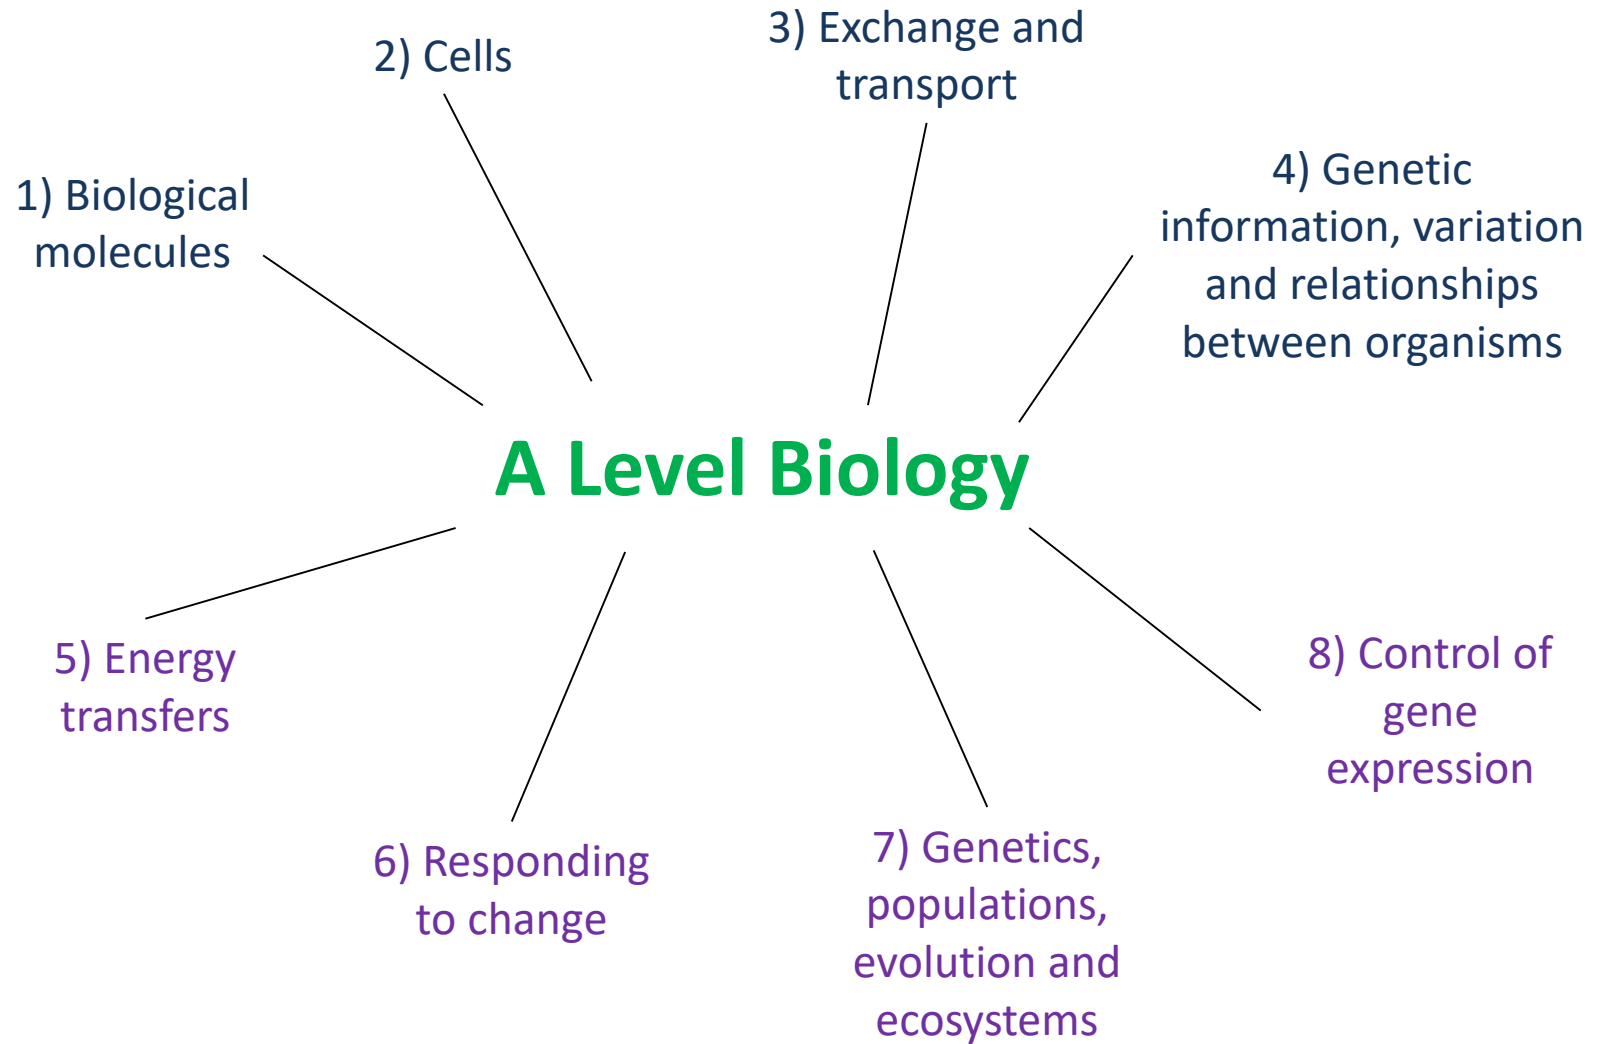 1) Biological
molecules
2) Cells
3) Exchange and
transport
4) Genetic
information, variation
and relationships
between organisms
A Level Biology
5) Energy
transfers
6) Responding
to change
7) Genetics,
populations,
evolution and
ecosystems
8) Control of
gene
expression